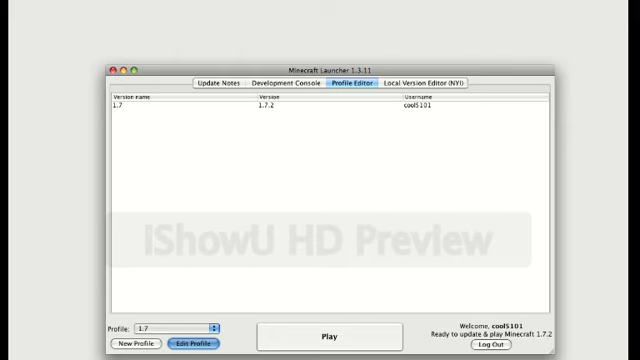 Minecraft Launcher 1.3.11
Update Notes Development Console Profile Editor Local Version Editor (NYI)
Version name Version Username
1.7 1.7.2 cool5101
iShowU HD Preview
Profile: 1.7
New Profile Edit Profile
Play
Welcome, cool5101
Ready to update & play Minecraft 1.7.2
Log Out